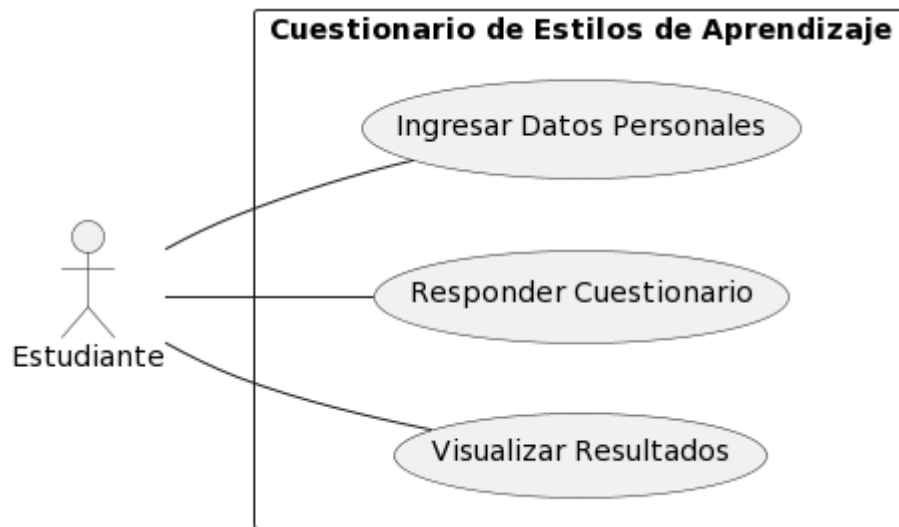 Cuestionario de Estilos de Aprendizaje
Ingresar Datos Personales
Responder Cuestionario
Estudiante
Visualizar Resultados